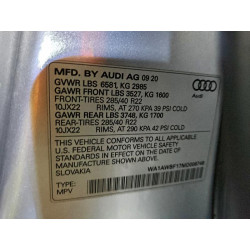 MFD. BY AUDI AG 09 20
GVWR LBS 6581, KG 2985
GAWR FRONT LBS 3527, KG 1600
FRONT-TIRES 285/40 R22
10JX22 RIMS, AT 270 KPA 39 PSI COLD
GAWR REAR LBS 3748, KG 1700
REAR-TIRES 285/40 R22
10JX22 RIMS, AT 290 KPA 42 PSI COLD
Audi
THIS VEHICLE CONFORMS TO ALL APPLICABLE
U.S. FEDERAL MOTOR VEHICLE SAFETY
STANDARDS IN EFFECT ON THE DATE OF
MANUFACTURE SHOWN ABOVE
SLOVAKIA
TYPE:
MPV